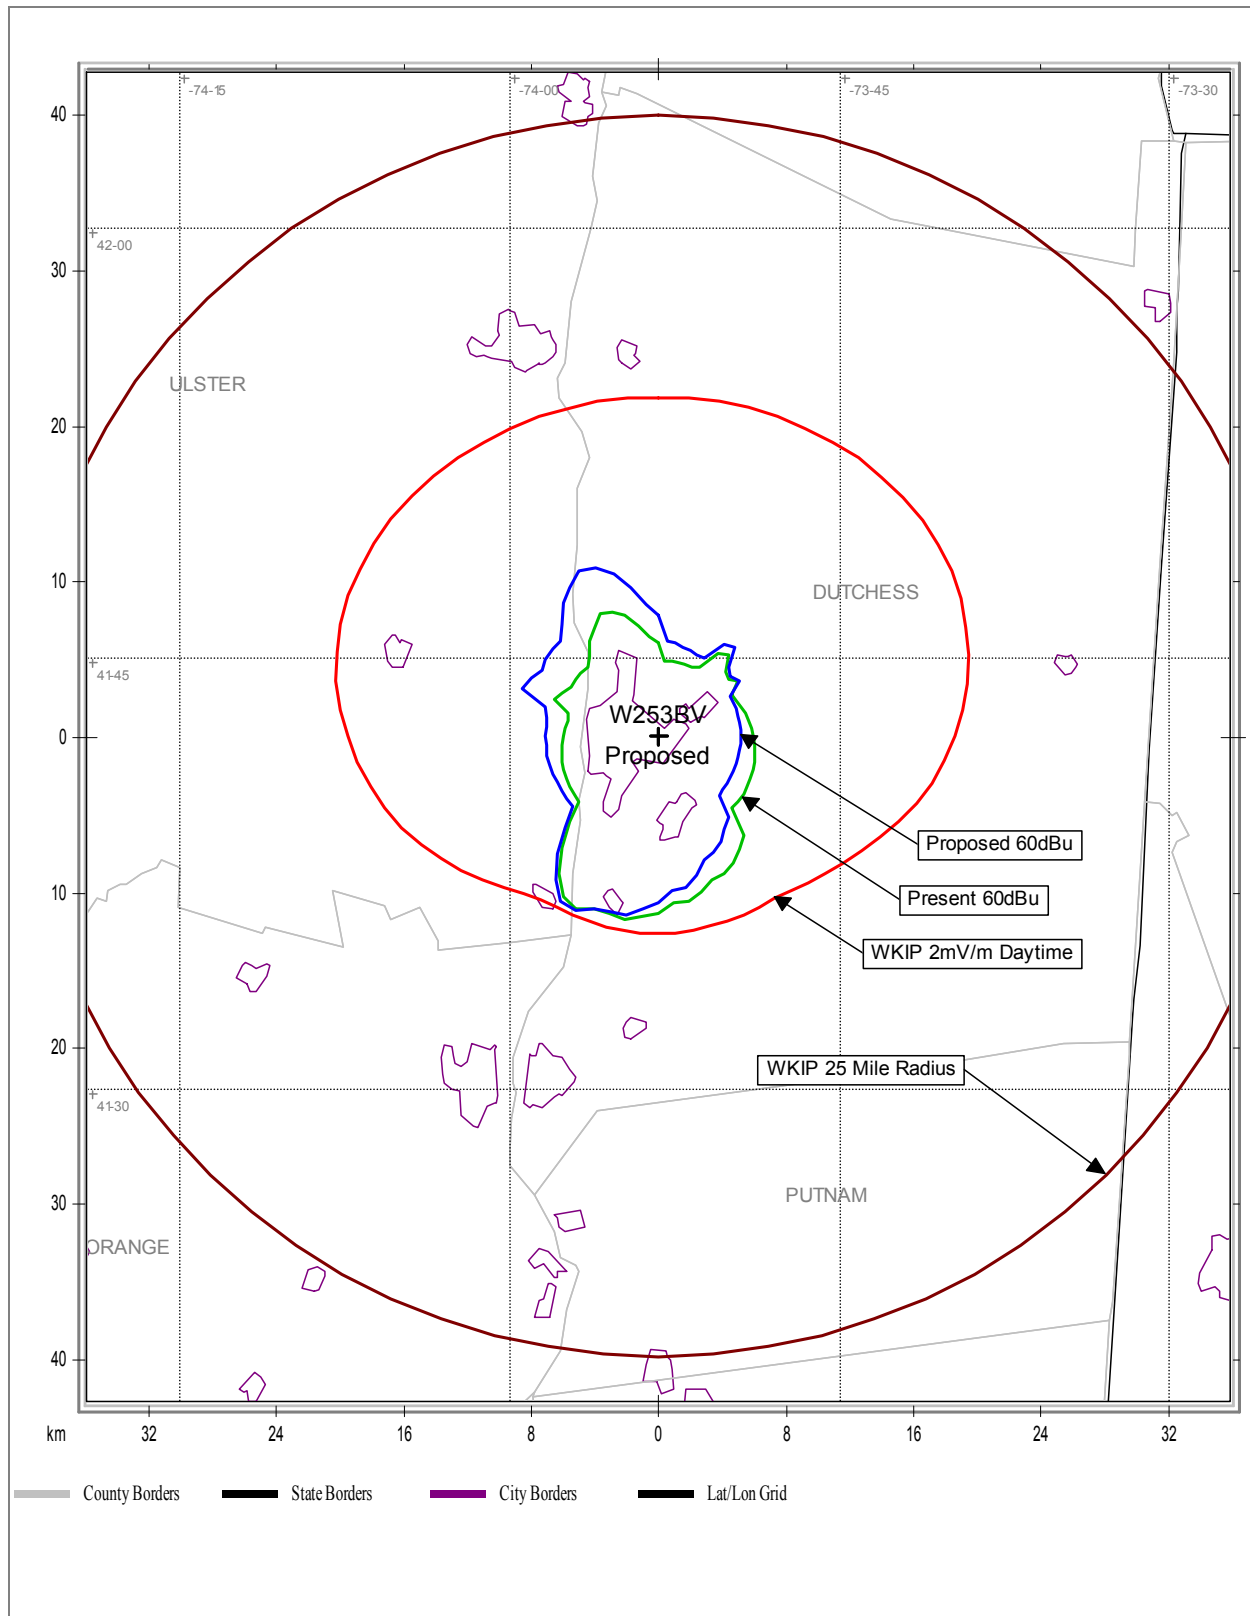 -74-15
-74-00
-73-45
-73-30
40
42-00
30
ULSTER
20
10
DUTCHESS
41-45
W253BV
0
Proposed
Proposed 60dBu
10
Present 60dBu
WKIP 2mV/m Daytime
20
WKIP 25 Mile Radius
41-30
30
PUTNAM
ORANGE
40
km 32 24 16 8 0 8 16 24 32
County Borders State Borders City Borders Lat/Lon Grid